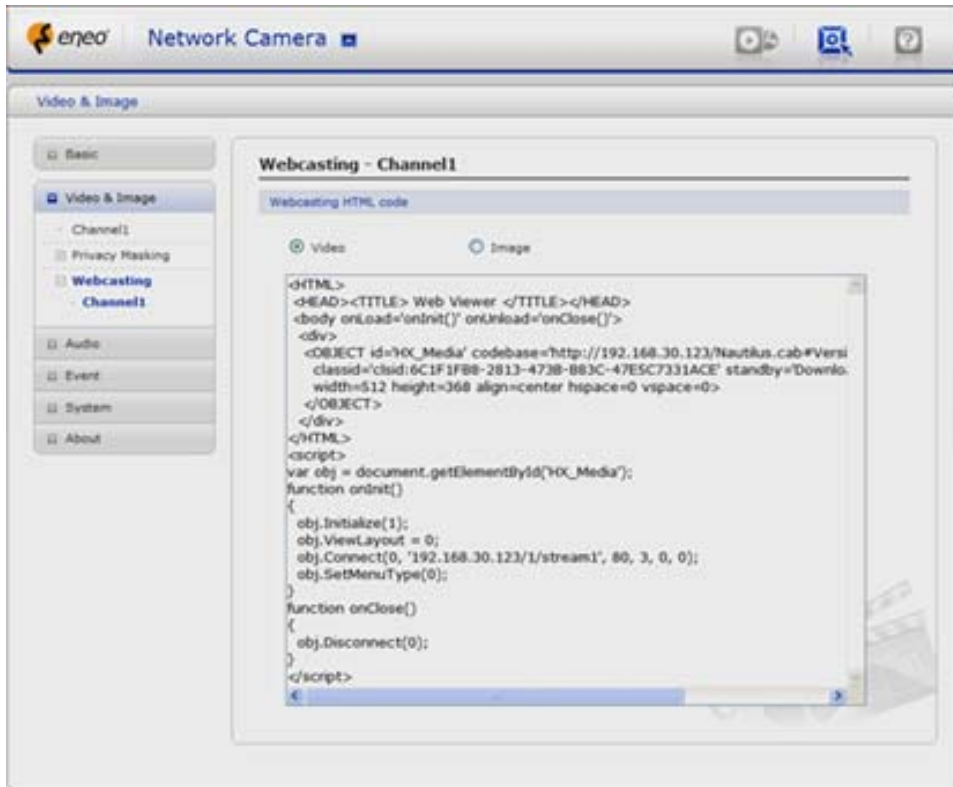 eneo Network Camera
Video & Image
Basic
Video & Image
Channel1
Privacy Masking
Webcasting
Channel1
Audio
Event
System
About
Webcasting - Channel1
Webcasting HTML code
Video Image
<HTML>
<HEAD><TITLE> Web Viewer </TITLE></HEAD>
<body onLoad='onInit()' onUnload='onClose()'>
<div>
<OBJECT id='HX_Media' codebase='http://192.168.30.123/Nautilus.cab#Versi
classid='clsid:6C1F1FB8-2813-473B-883C-47E5C7331ACE' standby='Downlo.
width=512 height=368 align=center hspace=0 vspace=0>
</OBJECT>
</div>
</HTML>
<script>
var obj = document.getElementById('HX_Media');
function onInit()
{
obj.Initialize(1);
obj.ViewLayout = 0;
obj.Connect(0, '192.168.30.123/1/stream1', 80, 3, 0, 0);
obj.SetMenuType(0);
}
function onClose()
{
obj.Disconnect(0);
}
</script>